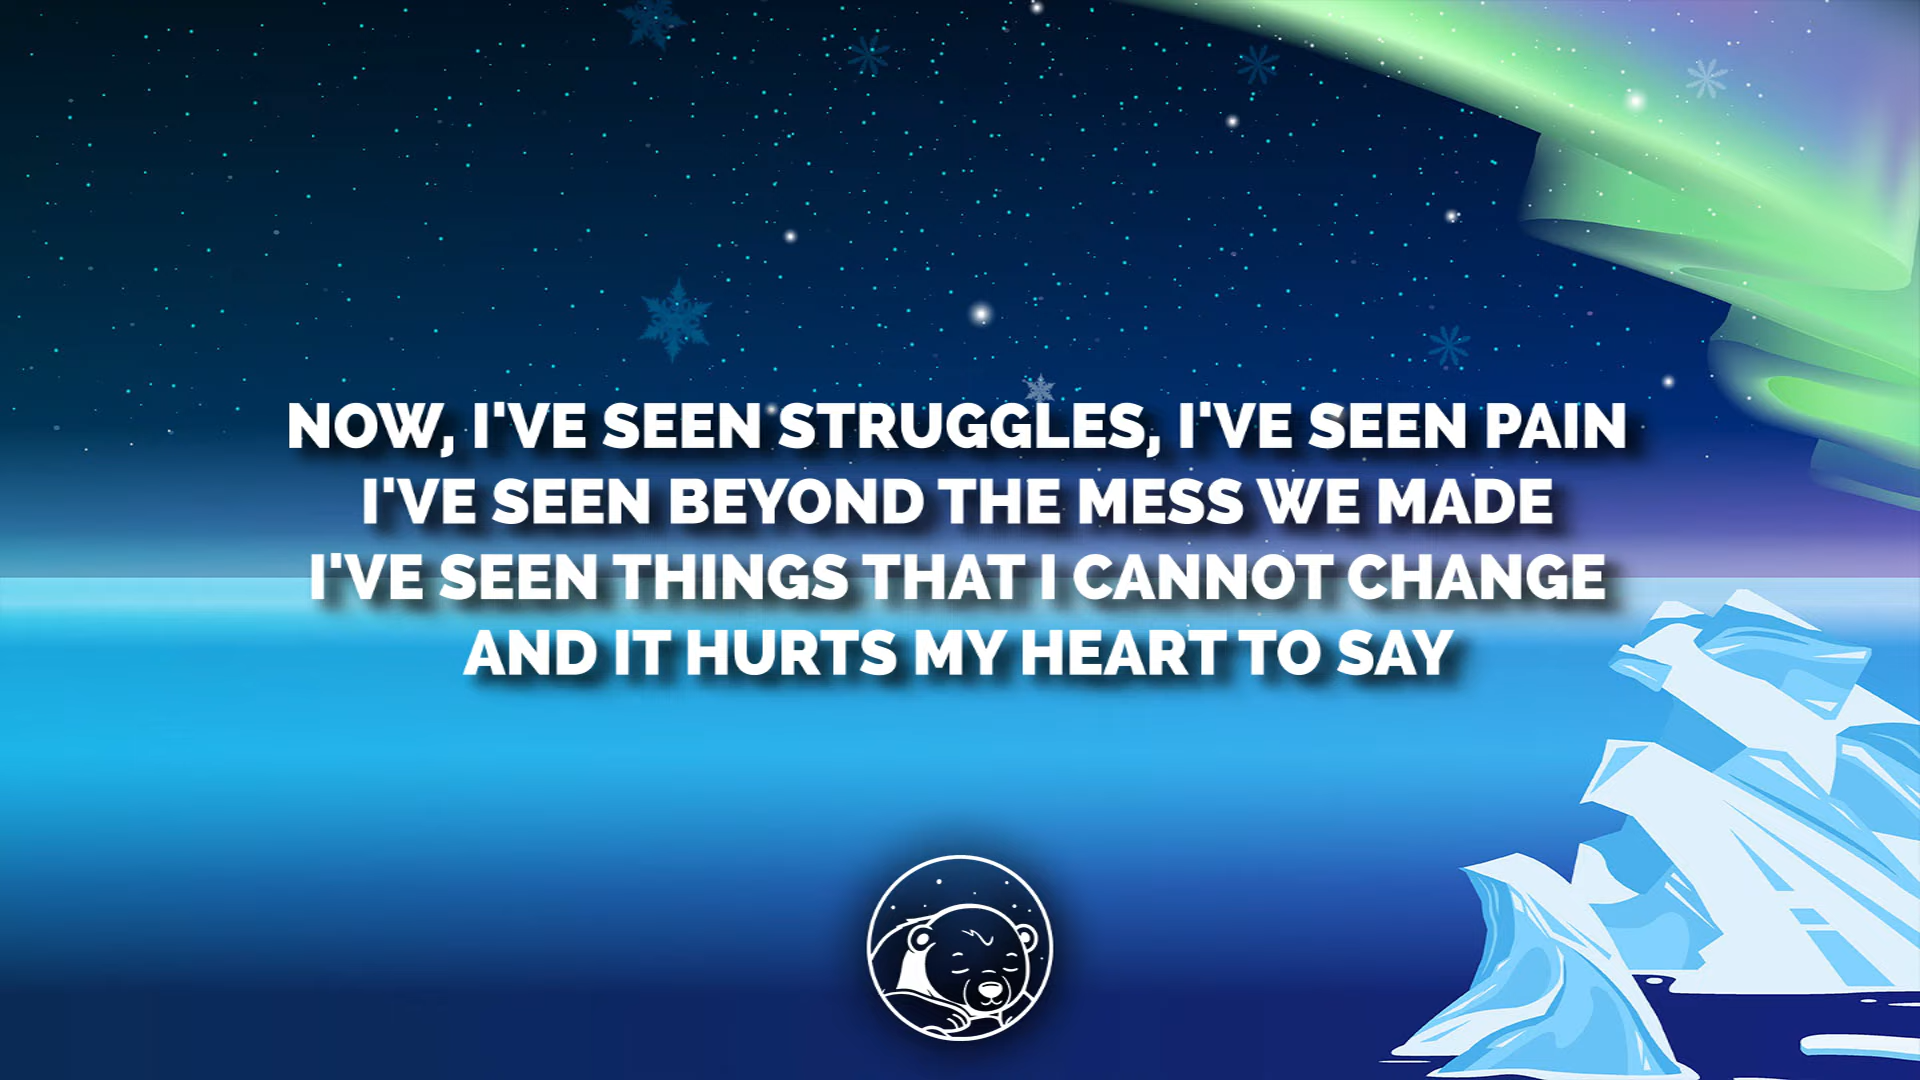 NOW, I'VE SEEN STRUGGLES, I'VE SEEN PAIN
I'VE SEEN BEYOND THE MESS WE MADE
I'VE SEEN THINGS THAT I CANNOT CHANGE
AND IT HURTS MY HEART TO SAY